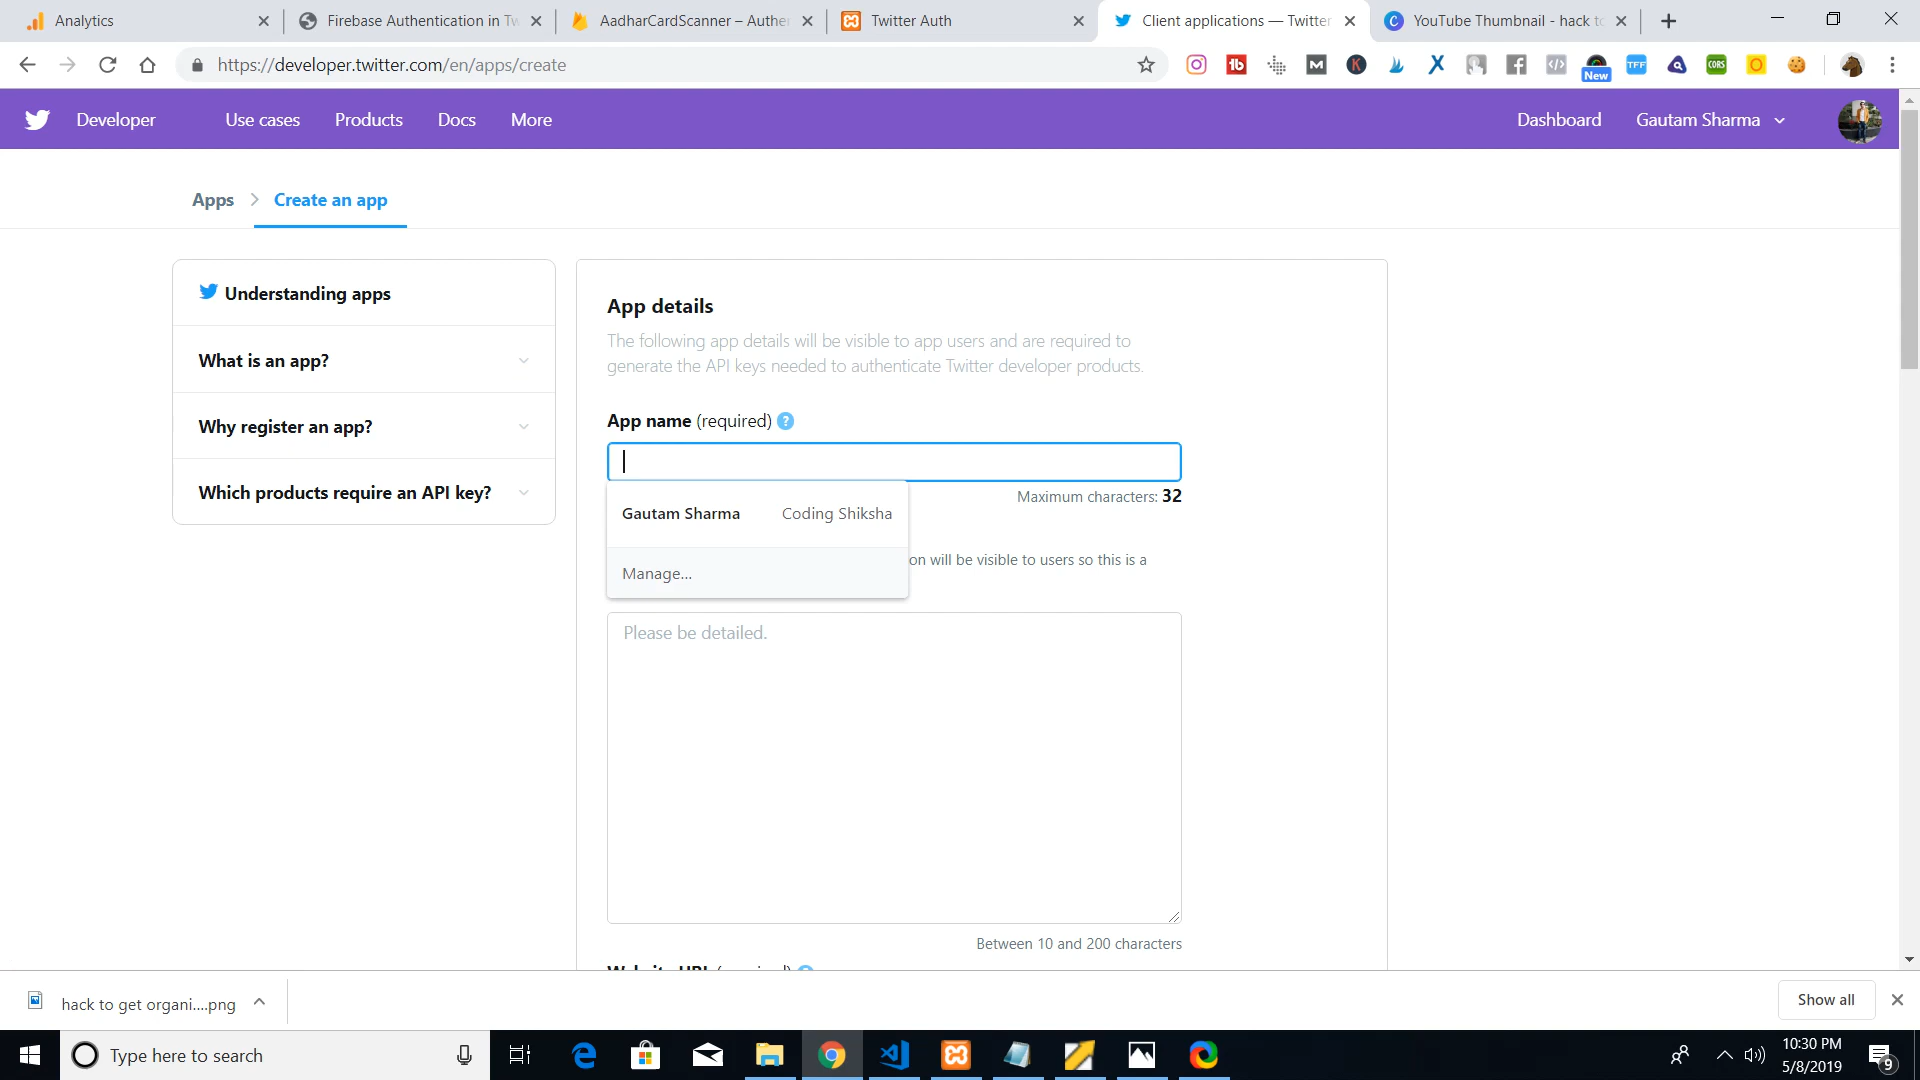 Analytics
Firebase Authentication in Tw
AadharCardScanner – Authen
Twitter Auth
Client applications — Twitter
YouTube Thumbnail - hack to
https://developer.twitter.com/en/apps/create
New
TFF
CORS
Developer
Use cases
Products
Docs
More
Dashboard
Gautam Sharma
Apps
Create an app
Understanding apps
What is an app?
Why register an app?
Which products require an API key?
App details
The following app details will be visible to app users and are required to
generate the API keys needed to authenticate Twitter developer products.
App name (required) ?
Maximum characters: 32
Gautam Sharma Coding Shiksha
Manage...
on will be visible to users so this is a
Please be detailed.
Between 10 and 200 characters
hack to get organi....png
Show all
Type here to search
10:30 PM
5/8/2019
9